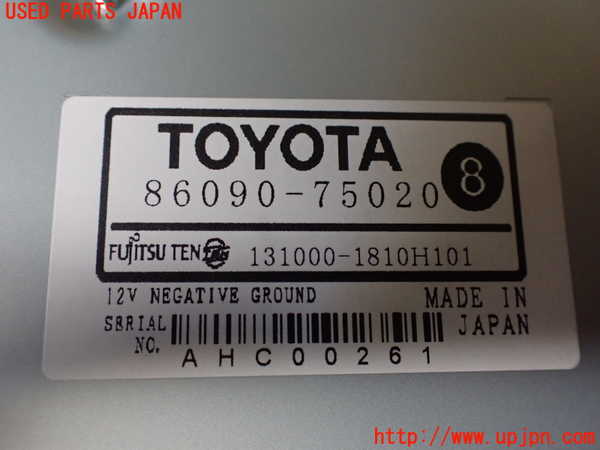 USED PARTS JAPAN
TOYOTA
86090-75020 8
FUJITSU TEN 131000-1810H101
12V NEGATIVE GROUND MADE IN
SERIAL JAPAN
NO.
AHC00261
http://www.upjpn.com/